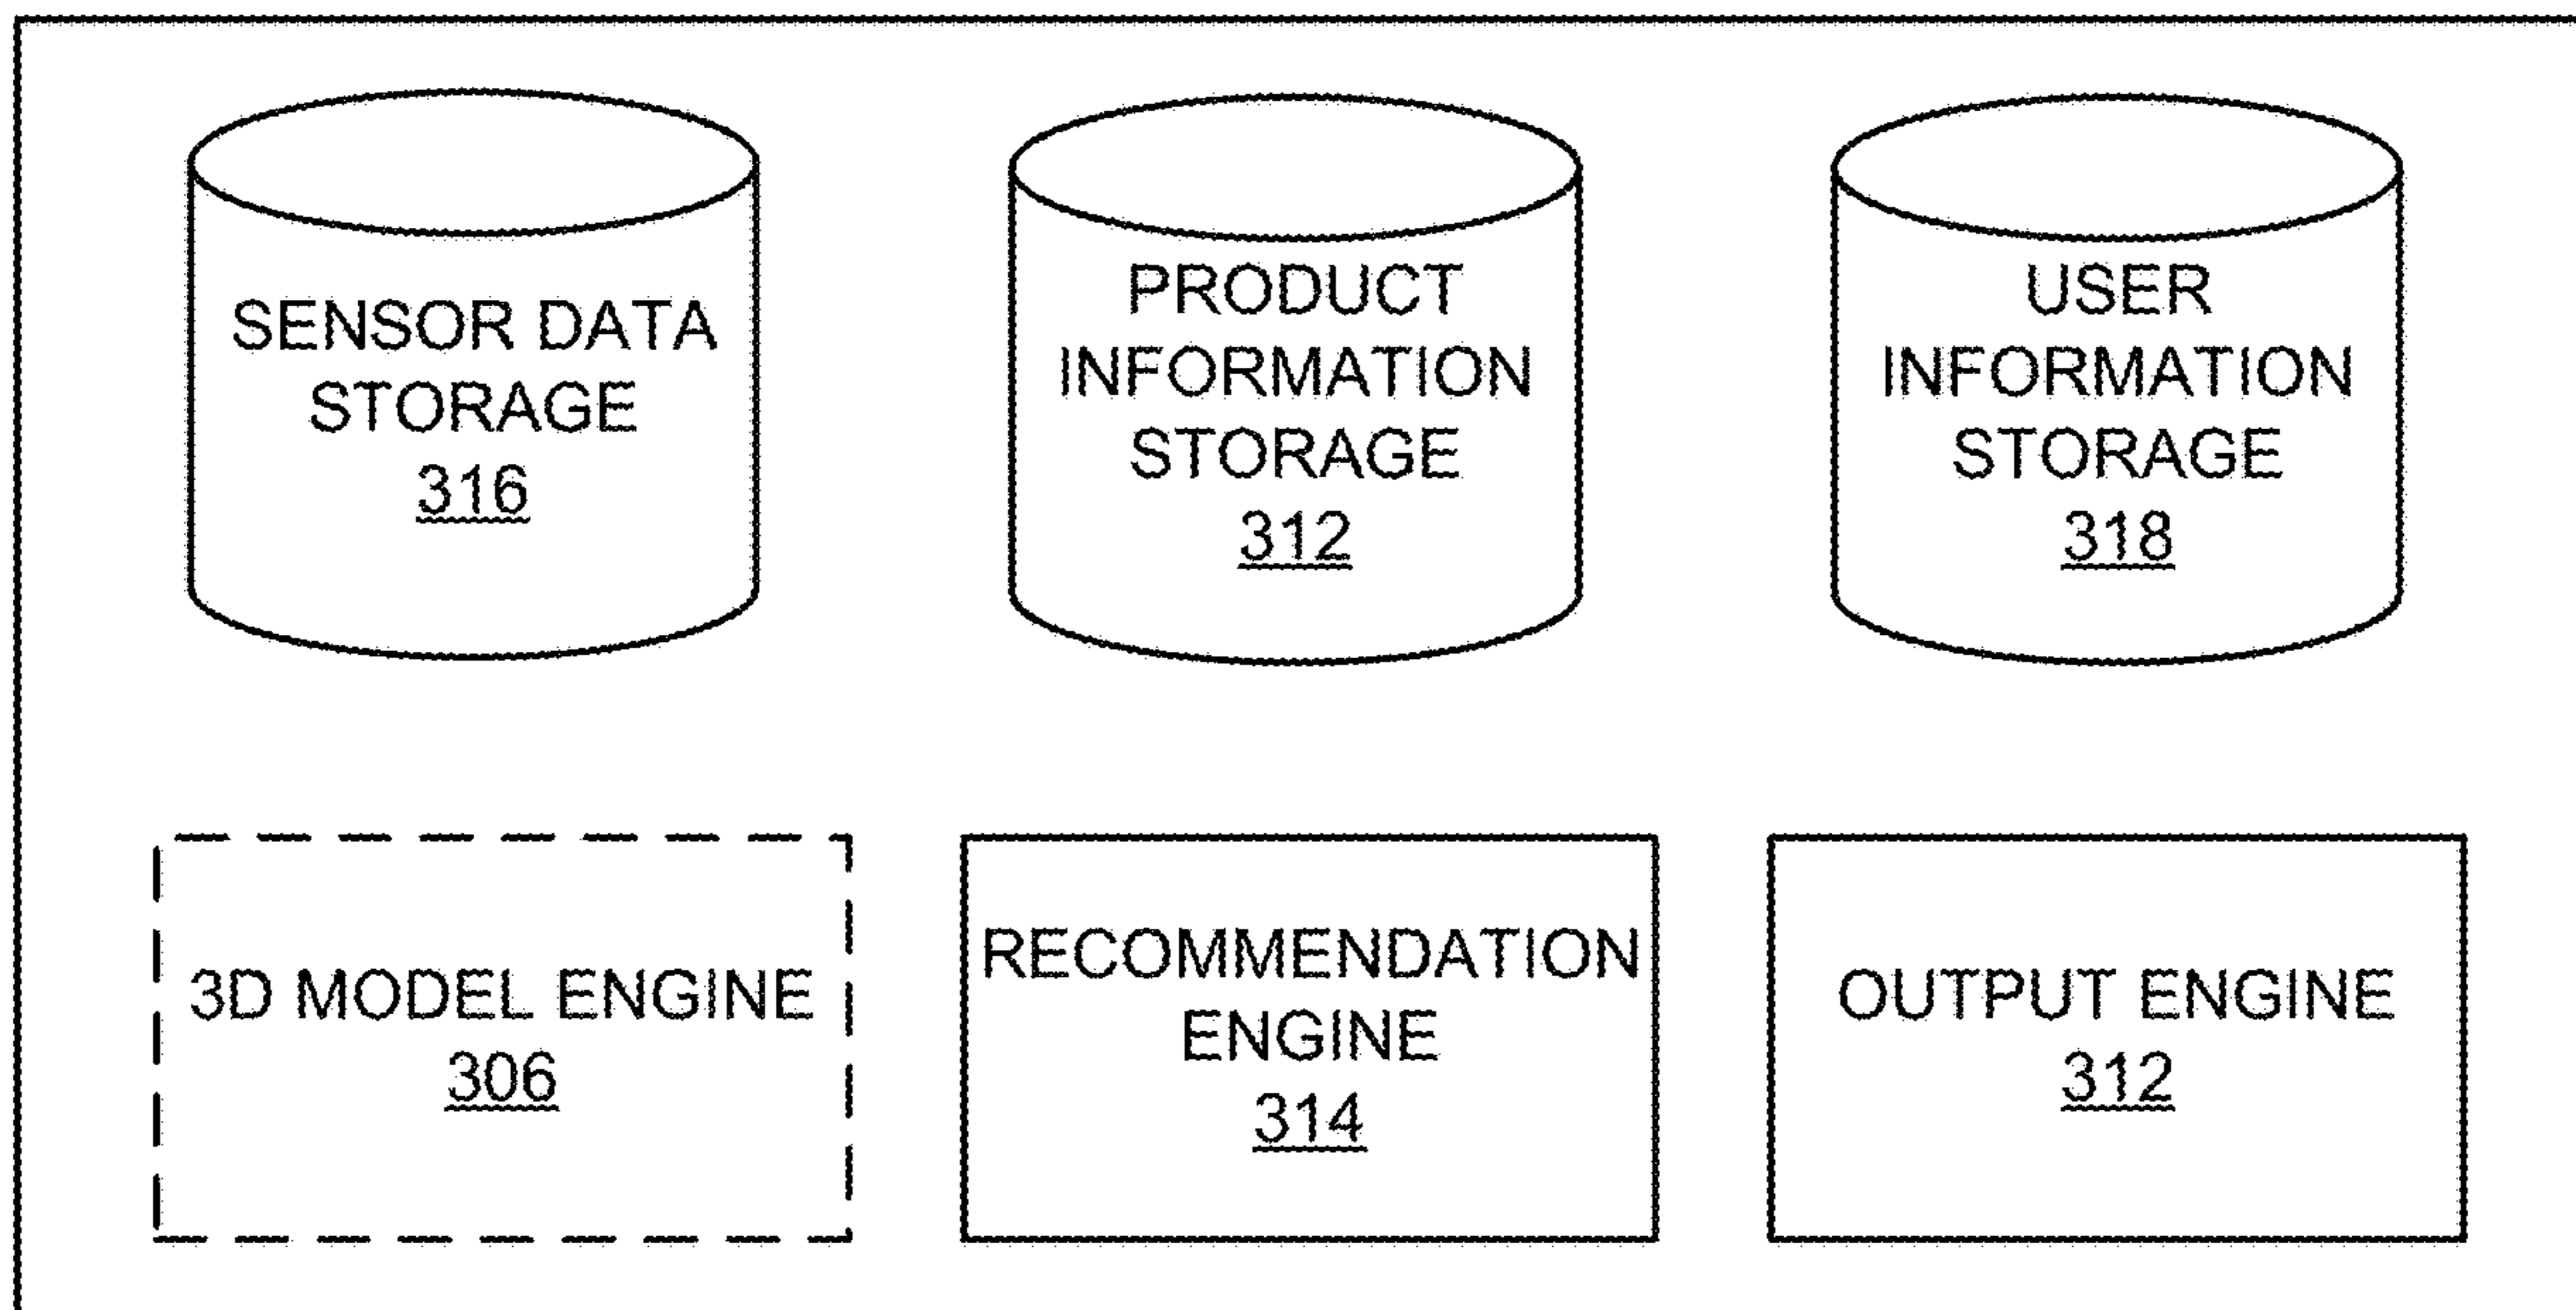 SENSOR DATA
STORAGE
316
PRODUCT
INFORMATION
STORAGE
312
USER
INFORMATION
STORAGE
318
3D MODEL ENGINE
306
RECOMMENDATION
ENGINE
314
OUTPUT ENGINE
312